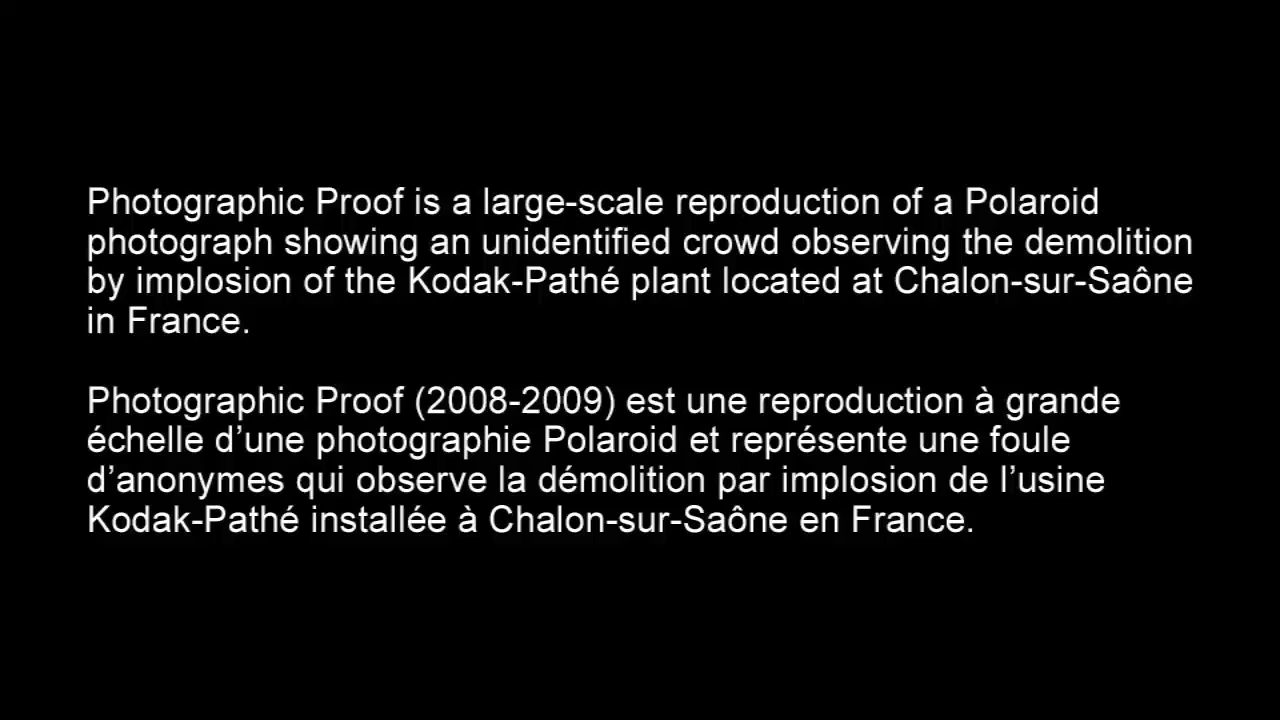 Photographic Proof is a large-scale reproduction of a Polaroid
photograph showing an unidentified crowd observing the demolition
by implosion of the Kodak-Pathé plant located at Chalon-sur-Saône
in France.
Photographic Proof (2008-2009) est une reproduction à grande
échelle d’une photographie Polaroid et représente une foule
d’anonymes qui observe la démolition par implosion de l’usine
Kodak-Pathé installée à Chalon-sur-Saône en France.